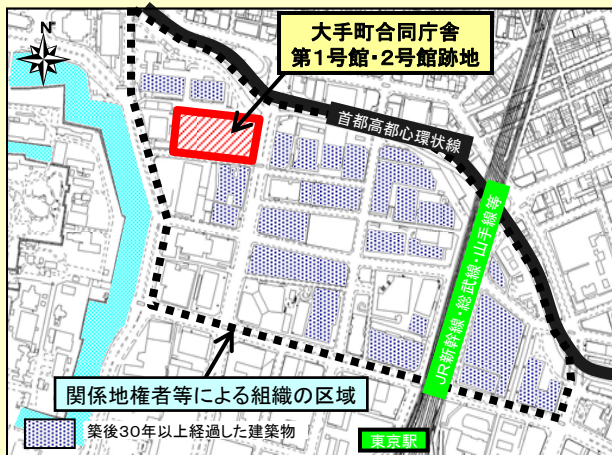 N
大手町合同庁舎
第1号館・2号館跡地
首都高都心環状線
JR新幹線・総武線・山手線等
関係地権者等による組織の区域
築後30年以上経過した建築物
東京駅